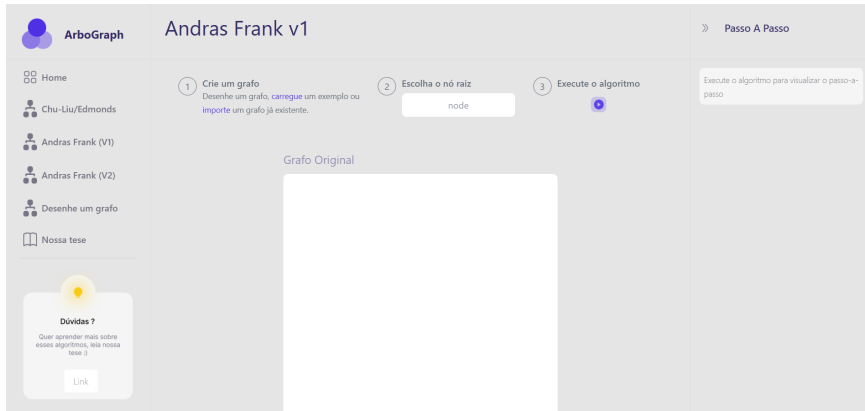 ArboGraph
Home
Chu-Liu/Edmonds
Andras Frank (V1)
Andras Frank (V2)
Desenhe um grafo
Nossa tese
Dúvidas ?
Quer aprender mais sobre
esses algoritmos, leia nossa
tese :)
Link
Andras Frank v1
1
Crie um grafo
Desenhe um grafo, carregue um exemplo ou
importe um grafo já existente.
2
Escolha o nó raiz
node
3
Execute o algoritmo
Grafo Original
Passo A Passo
Execute o algoritmo para visualizar o passo-a-
passo